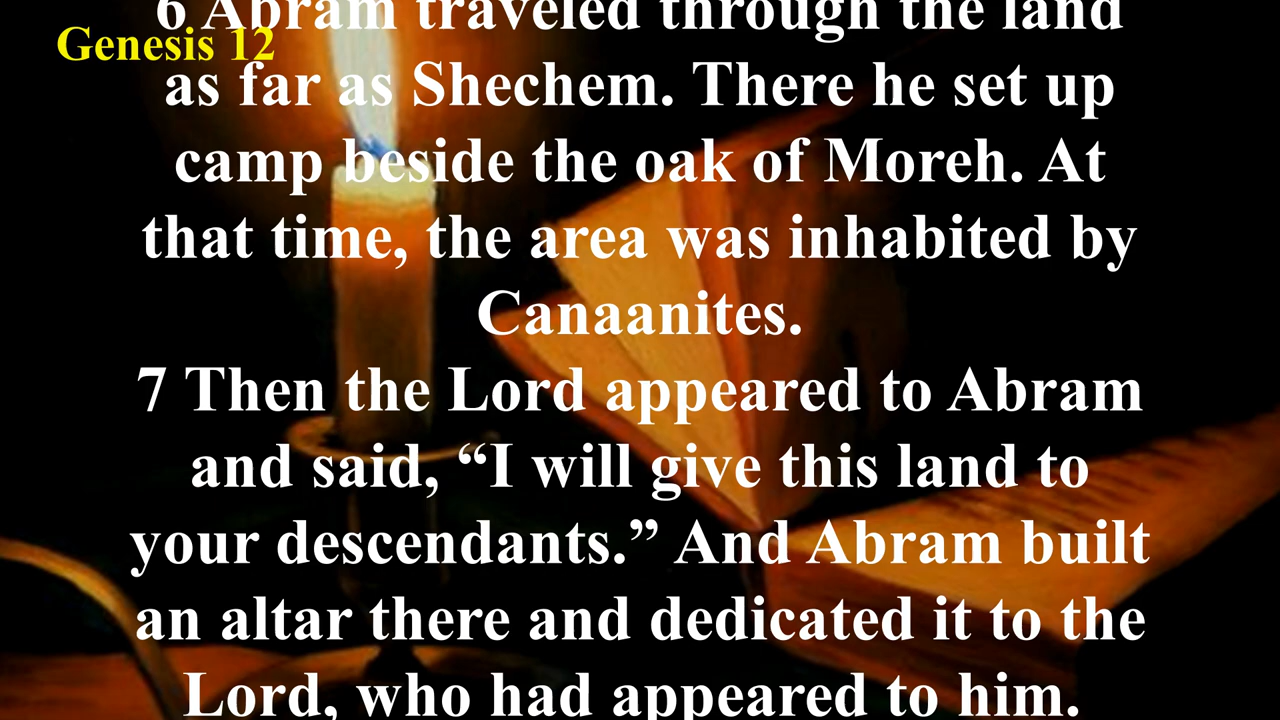 Genesis 12
6 Abram traveled through the land
as far as Shechem. There he set up
camp beside the oak of Moreh. At
that time, the area was inhabited by
Canaanites.
7 Then the Lord appeared to Abram
and said, “I will give this land to
your descendants.” And Abram built
an altar there and dedicated it to the
Lord, who had appeared to him.